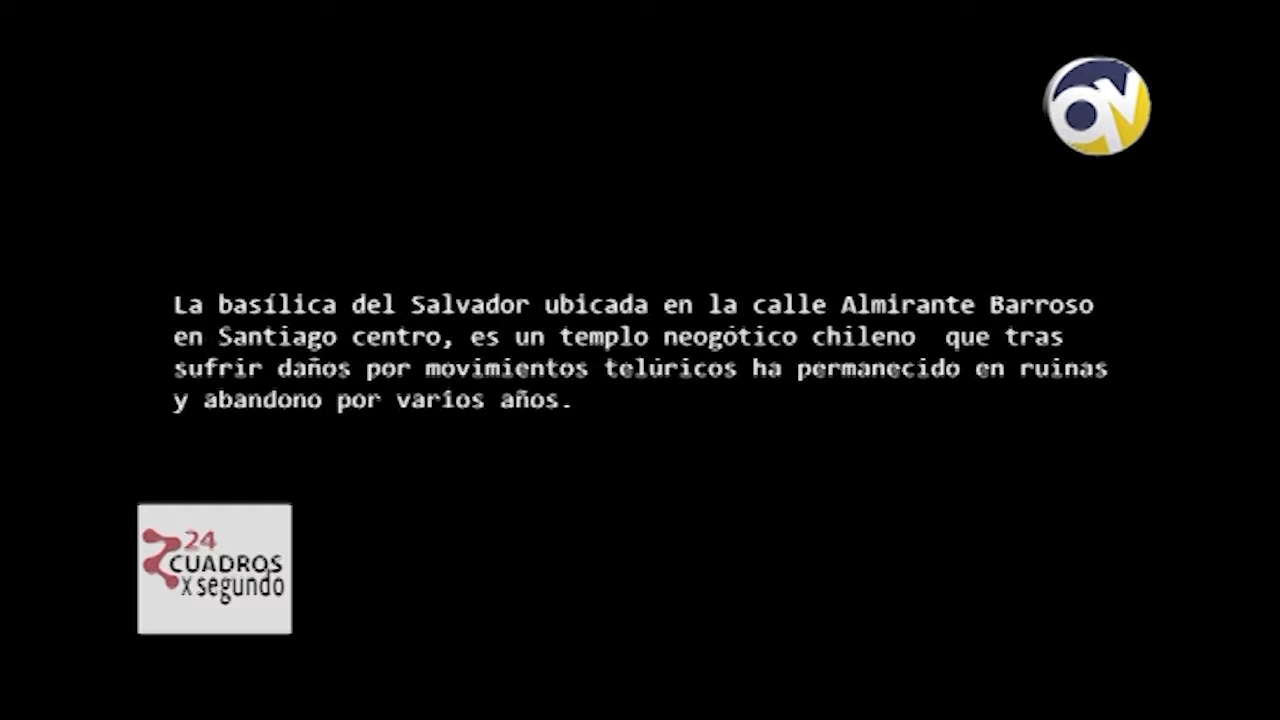 La basílica del Salvador ubicada en la calle Almirante Barroso
en Santiago centro, es un templo neogótico chileno  que tras
sufrir daños por movimientos telúricos ha permanecido en ruinas
y abandono por varios años.
24
CUADROS
x segundo